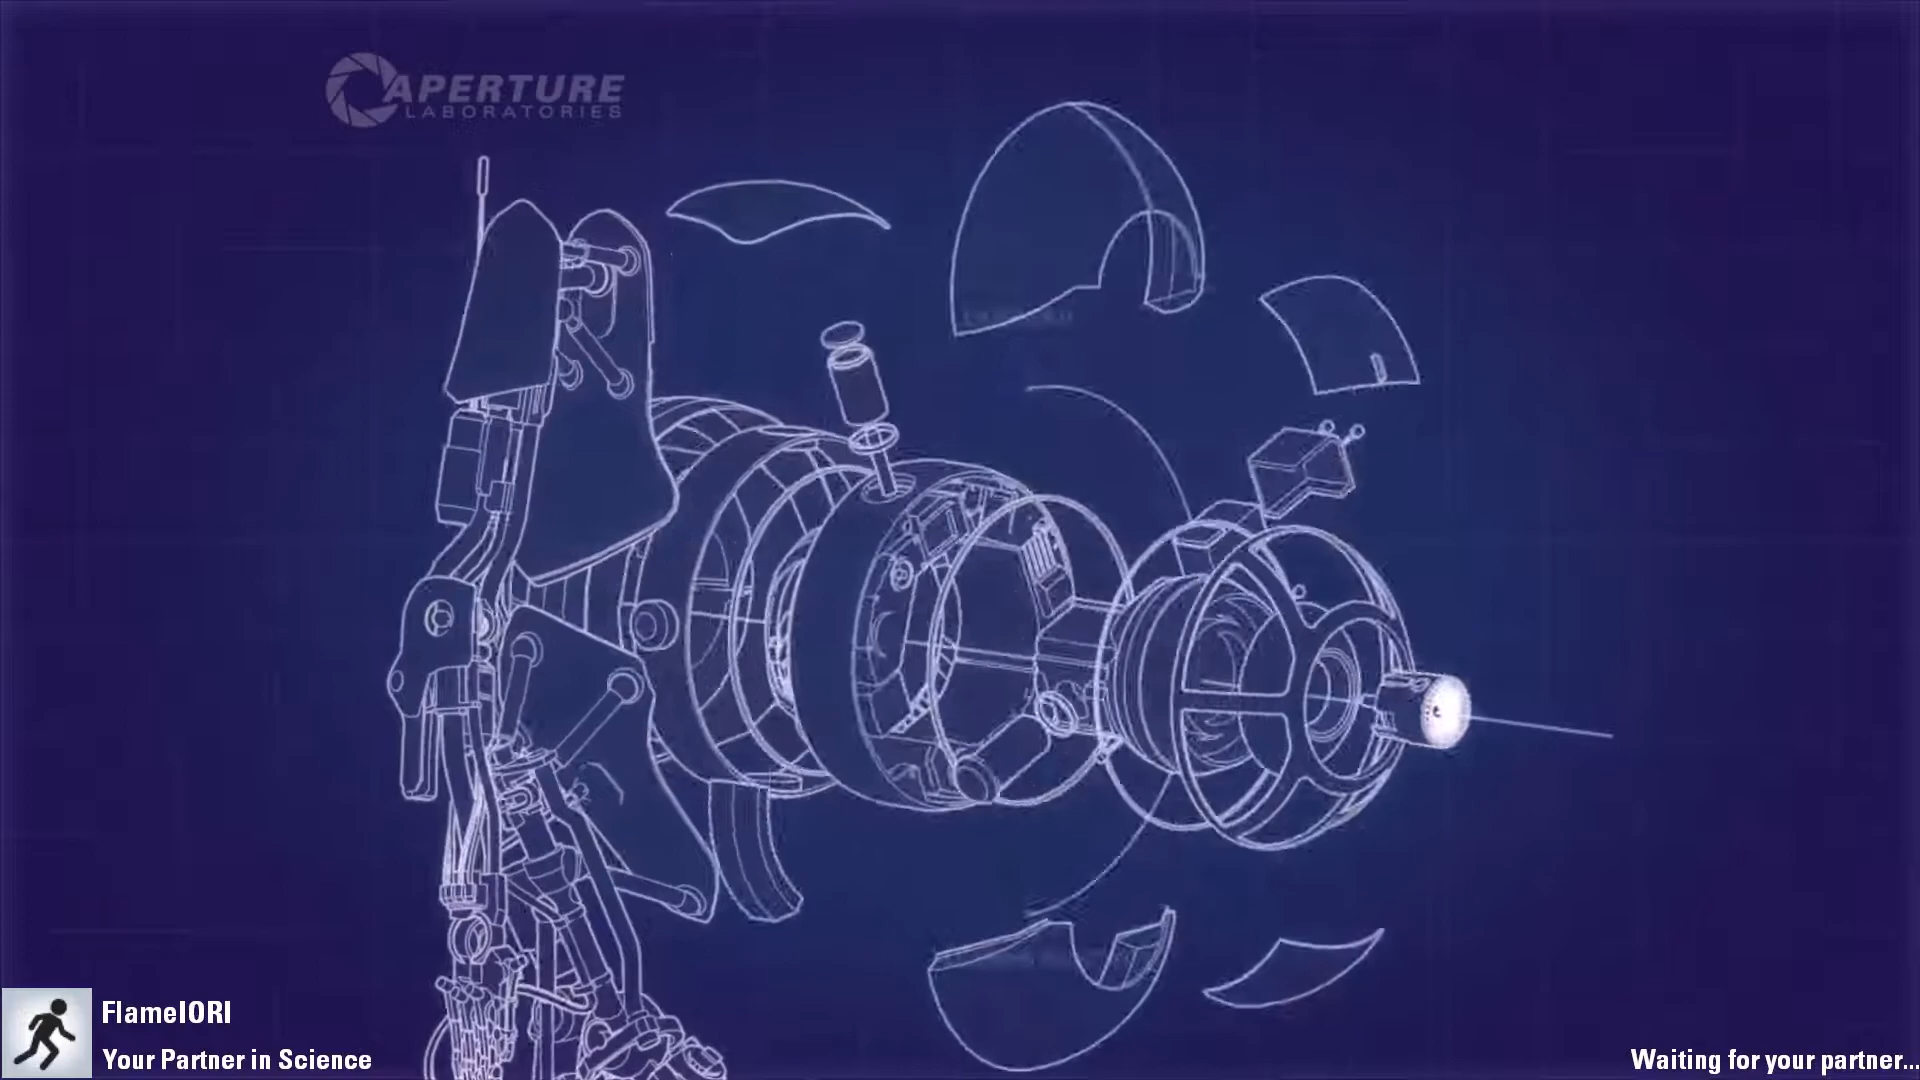 APERTURE
LABORATORIES
FlameIORI
Your Partner in Science
Waiting for your partner...